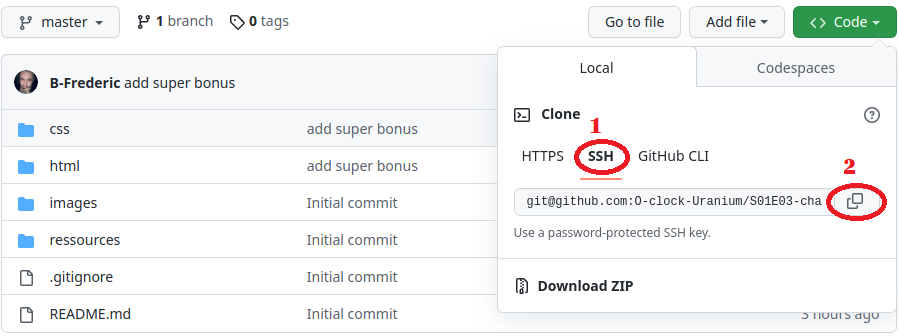 master 1 branch 0 tags Go to file Add file Code
Local Codespaces
B-Frederic add super bonus
Clone
1
HTTPS SSH GitHub CLI
2
git@github.com:O-clock-Uranium/S01E03-cha
Use a password-protected SSH key.
Download ZIP
css add super bonus
html add super bonus
images Initial commit
ressources Initial commit
.gitignore Initial commit
README.md Initial commit 3 hours ago